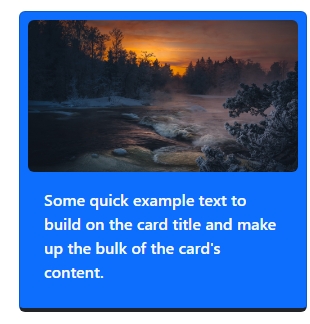 Some quick example text to
build on the card title and make
up the bulk of the card's
content.